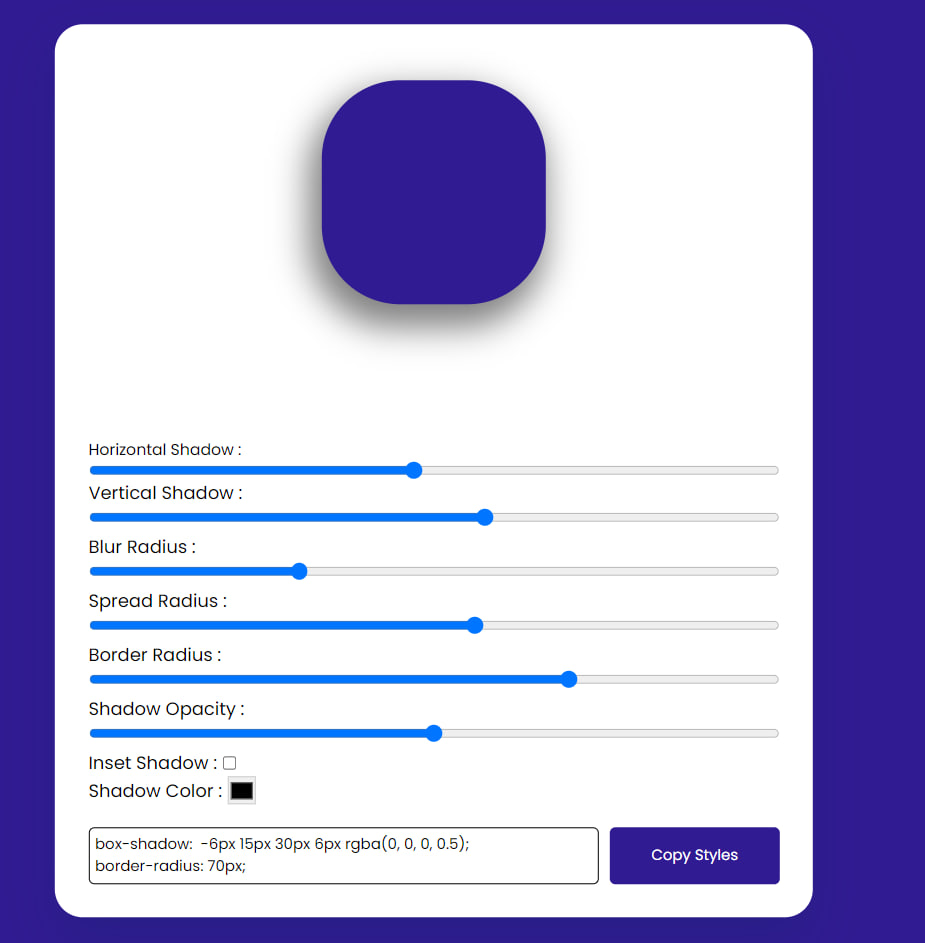 Horizontal Shadow :
Vertical Shadow :
Blur Radius :
Spread Radius :
Border Radius :
Shadow Opacity :
Inset Shadow :
Shadow Color :
box-shadow:  -6px 15px 30px 6px rgba(0, 0, 0, 0.5);
border-radius: 70px;
Copy Styles